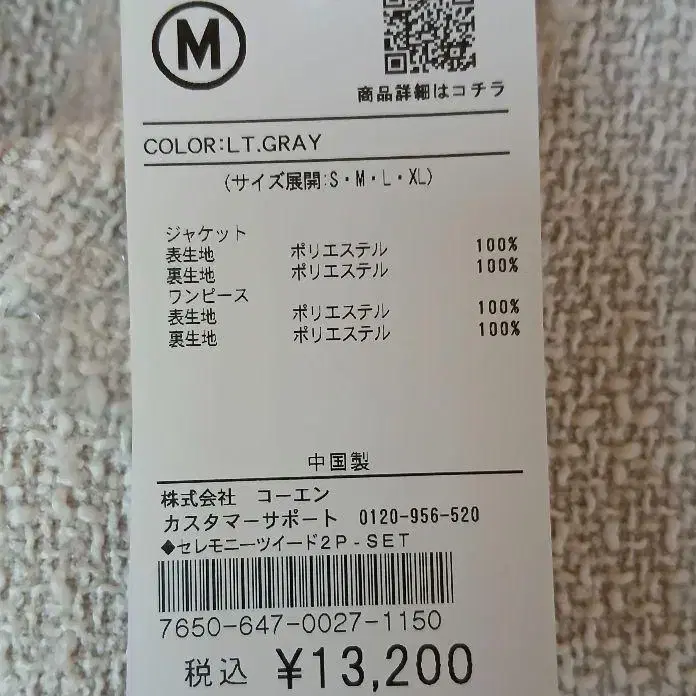 M
商品詳細はコチラ
COLOR:LT.GRAY
(サイズ展開:S・M・L・XL)
ジャケット
表生地 ポリエステル 100%
裏生地 ポリエステル 100%
ワンピース
表生地 ポリエステル 100%
裏生地 ポリエステル 100%
中国製
株式会社 コーエン
カスタマーサポート 0120-956-520
◆セレモニーツイード2P-SET
7650-647-0027-1150
税込 ¥13,200